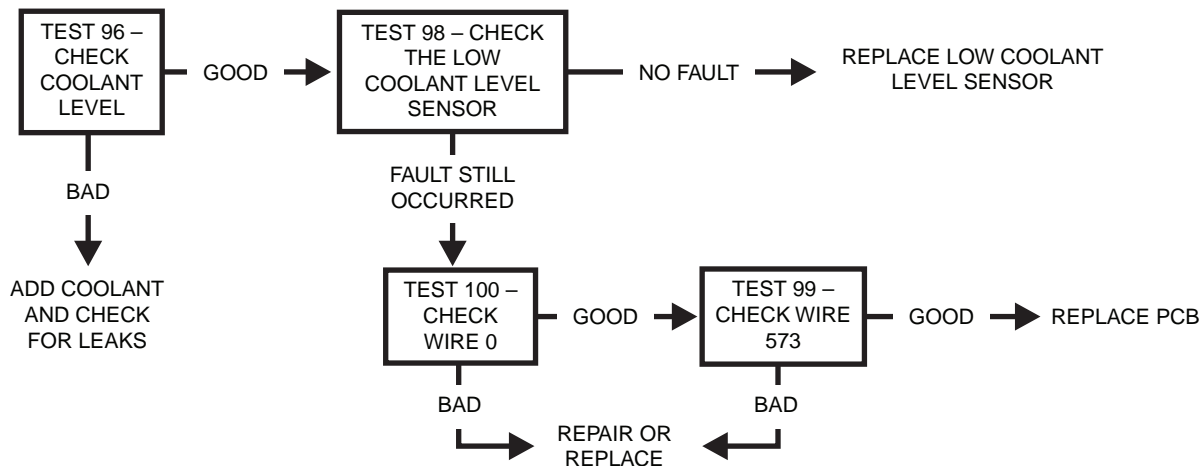 TEST 96 –
CHECK
COOLANT
LEVEL
GOOD
TEST 98 – CHECK
THE LOW
COOLANT LEVEL
SENSOR
NO FAULT
REPLACE LOW COOLANT
LEVEL SENSOR
BAD
ADD COOLANT
AND CHECK
FOR LEAKS
FAULT STILL
OCCURRED
TEST 100 –
CHECK
WIRE 0
GOOD
TEST 99 –
CHECK WIRE
573
GOOD
REPLACE PCB
BAD
BAD
REPAIR OR
REPLACE